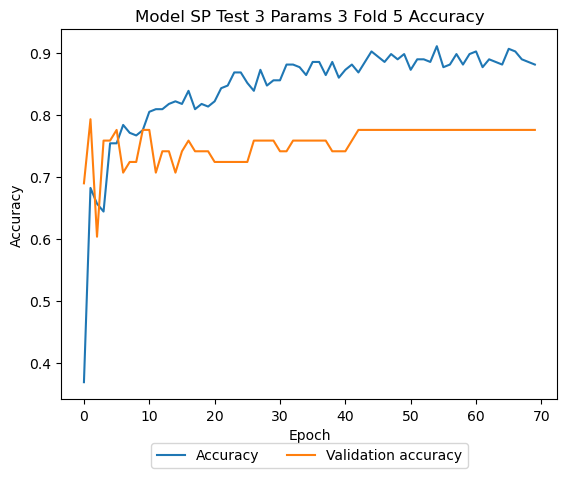 Model SP Test 3 Params 3 Fold 5 Accuracy
0.9
0.8
0.7
0.6
0.5
0.4
Accuracy
0 10 20 30 40 50 60 70
Epoch
Accuracy Validation accuracy